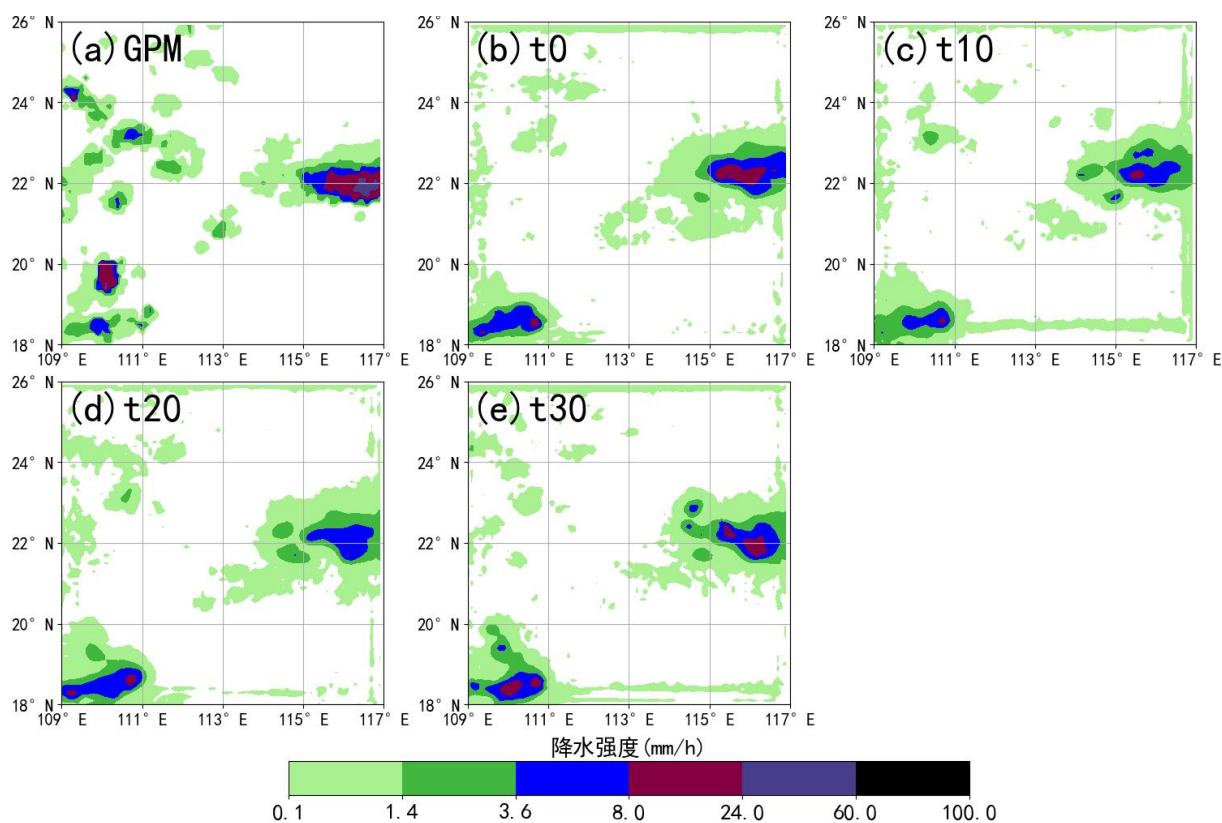 (a)GPM
(b)t0
(c)t10
26° N
26° N
26° N
24° N
24° N
24° N
22° N
22° N
22° N
20° N
20° N
20° N
18° N
18° N
18° N
109° E 111° E 113° E 115° E 117° E
109° E 111° E 113° E 115° E 117° E
109° E 111° E 113° E 115° E 117° E
(d)t20
(e)t30
26° N
26° N
24° N
24° N
22° N
22° N
20° N
20° N
18° N
18° N
109° E 111° E 113° E 115° E 117° E
109° E 111° E 113° E 115° E 117° E
降水强度(mm/h)
0.1 1.4 3.6 8.0 24.0 60.0 100.0